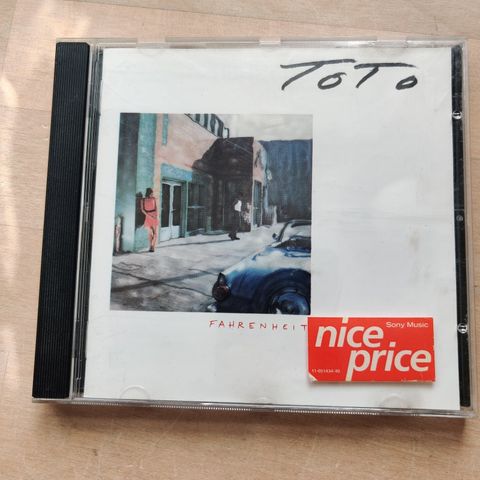 TOTO
FAHRENHEIT
nice
Sony Music
price